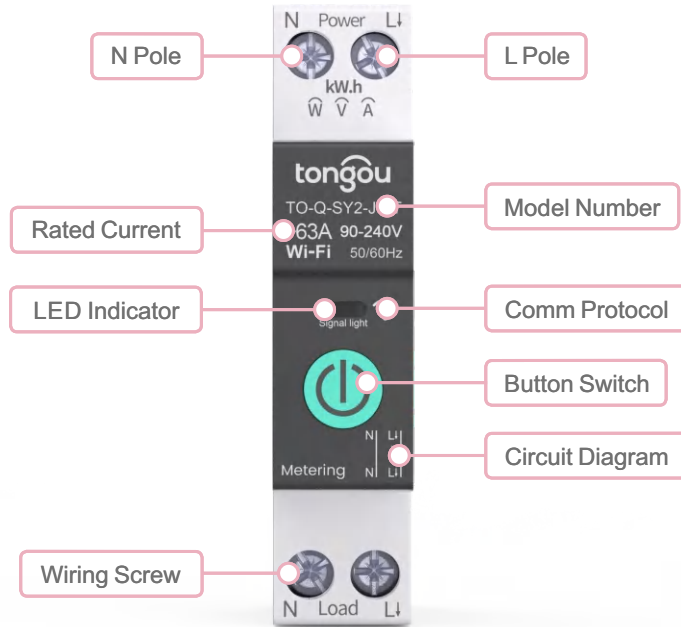 N Power L↓
N Pole
L Pole
kW.h
W V A
tongou
TO-Q-SY2-J
Model Number
Rated Current
63A 90-240V
Wi-Fi 50/60Hz
LED Indicator
Comm Protocol
Signal light
Button Switch
N L↓
Circuit Diagram
Metering N L↓
Wiring Screw
N Load L↓